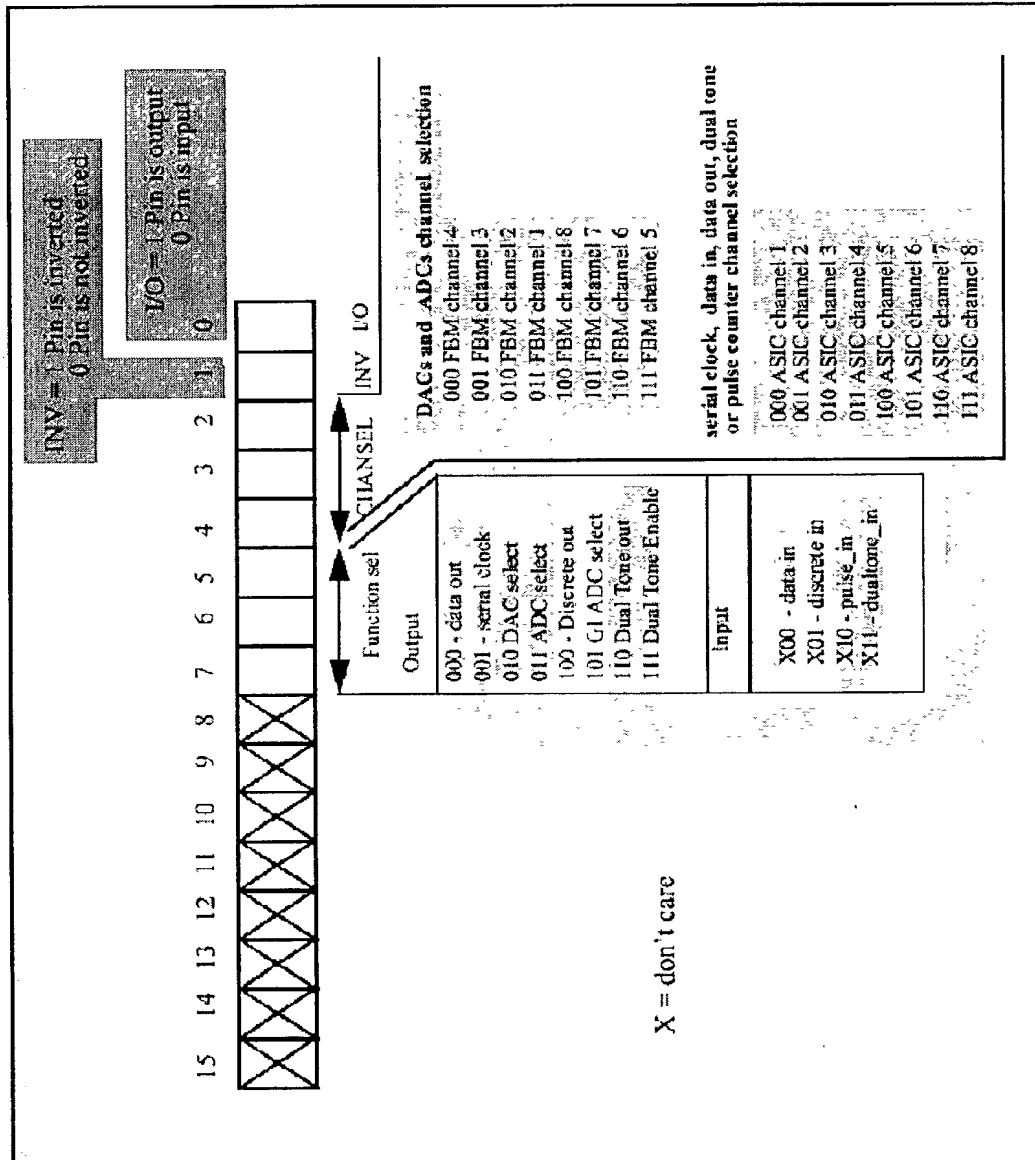 INV = 1 Pin is inverted
0 Pin is not inverted
I/O = 1 Pin is output
0 Pin is input
15 14 13 12 11 10 9 8 7 6 5 4 3 2 1 0
Function sel
CHANSEL
INV
I/O
Output
000 - data out
001 - serial clock
010 DAC select
011 ADC select
100 - Discrete out
101 G1 ADC select
110 Dual Tone out
111 Dual Tone Enable
Input
X00 - data in
X01 - discrete in
X10 - pulse_in
X11 - dualtone_in
DACs and ADCs channel selection
000 FBM channel 4
001 FBM channel 3
010 FBM channel 2
011 FBM channel 1
100 FBM channel 8
101 FBM channel 7
110 FBM channel 6
111 FBM channel 5
serial clock, data in, data out, dual tone
or pulse counter channel selection
000 ASIC channel 1
001 ASIC channel 2
010 ASIC channel 3
011 ASIC channel 4
100 ASIC channel 5
101 ASIC channel 6
110 ASIC channel 7
111 ASIC channel 8
X = don't care